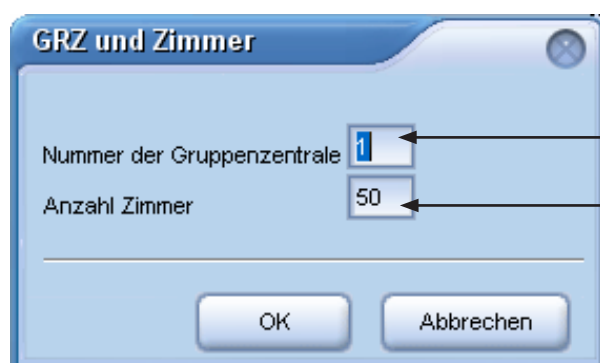 GRZ und Zimmer
Nummer der Gruppenzentrale 1
Anzahl Zimmer 50
OK Abbrechen